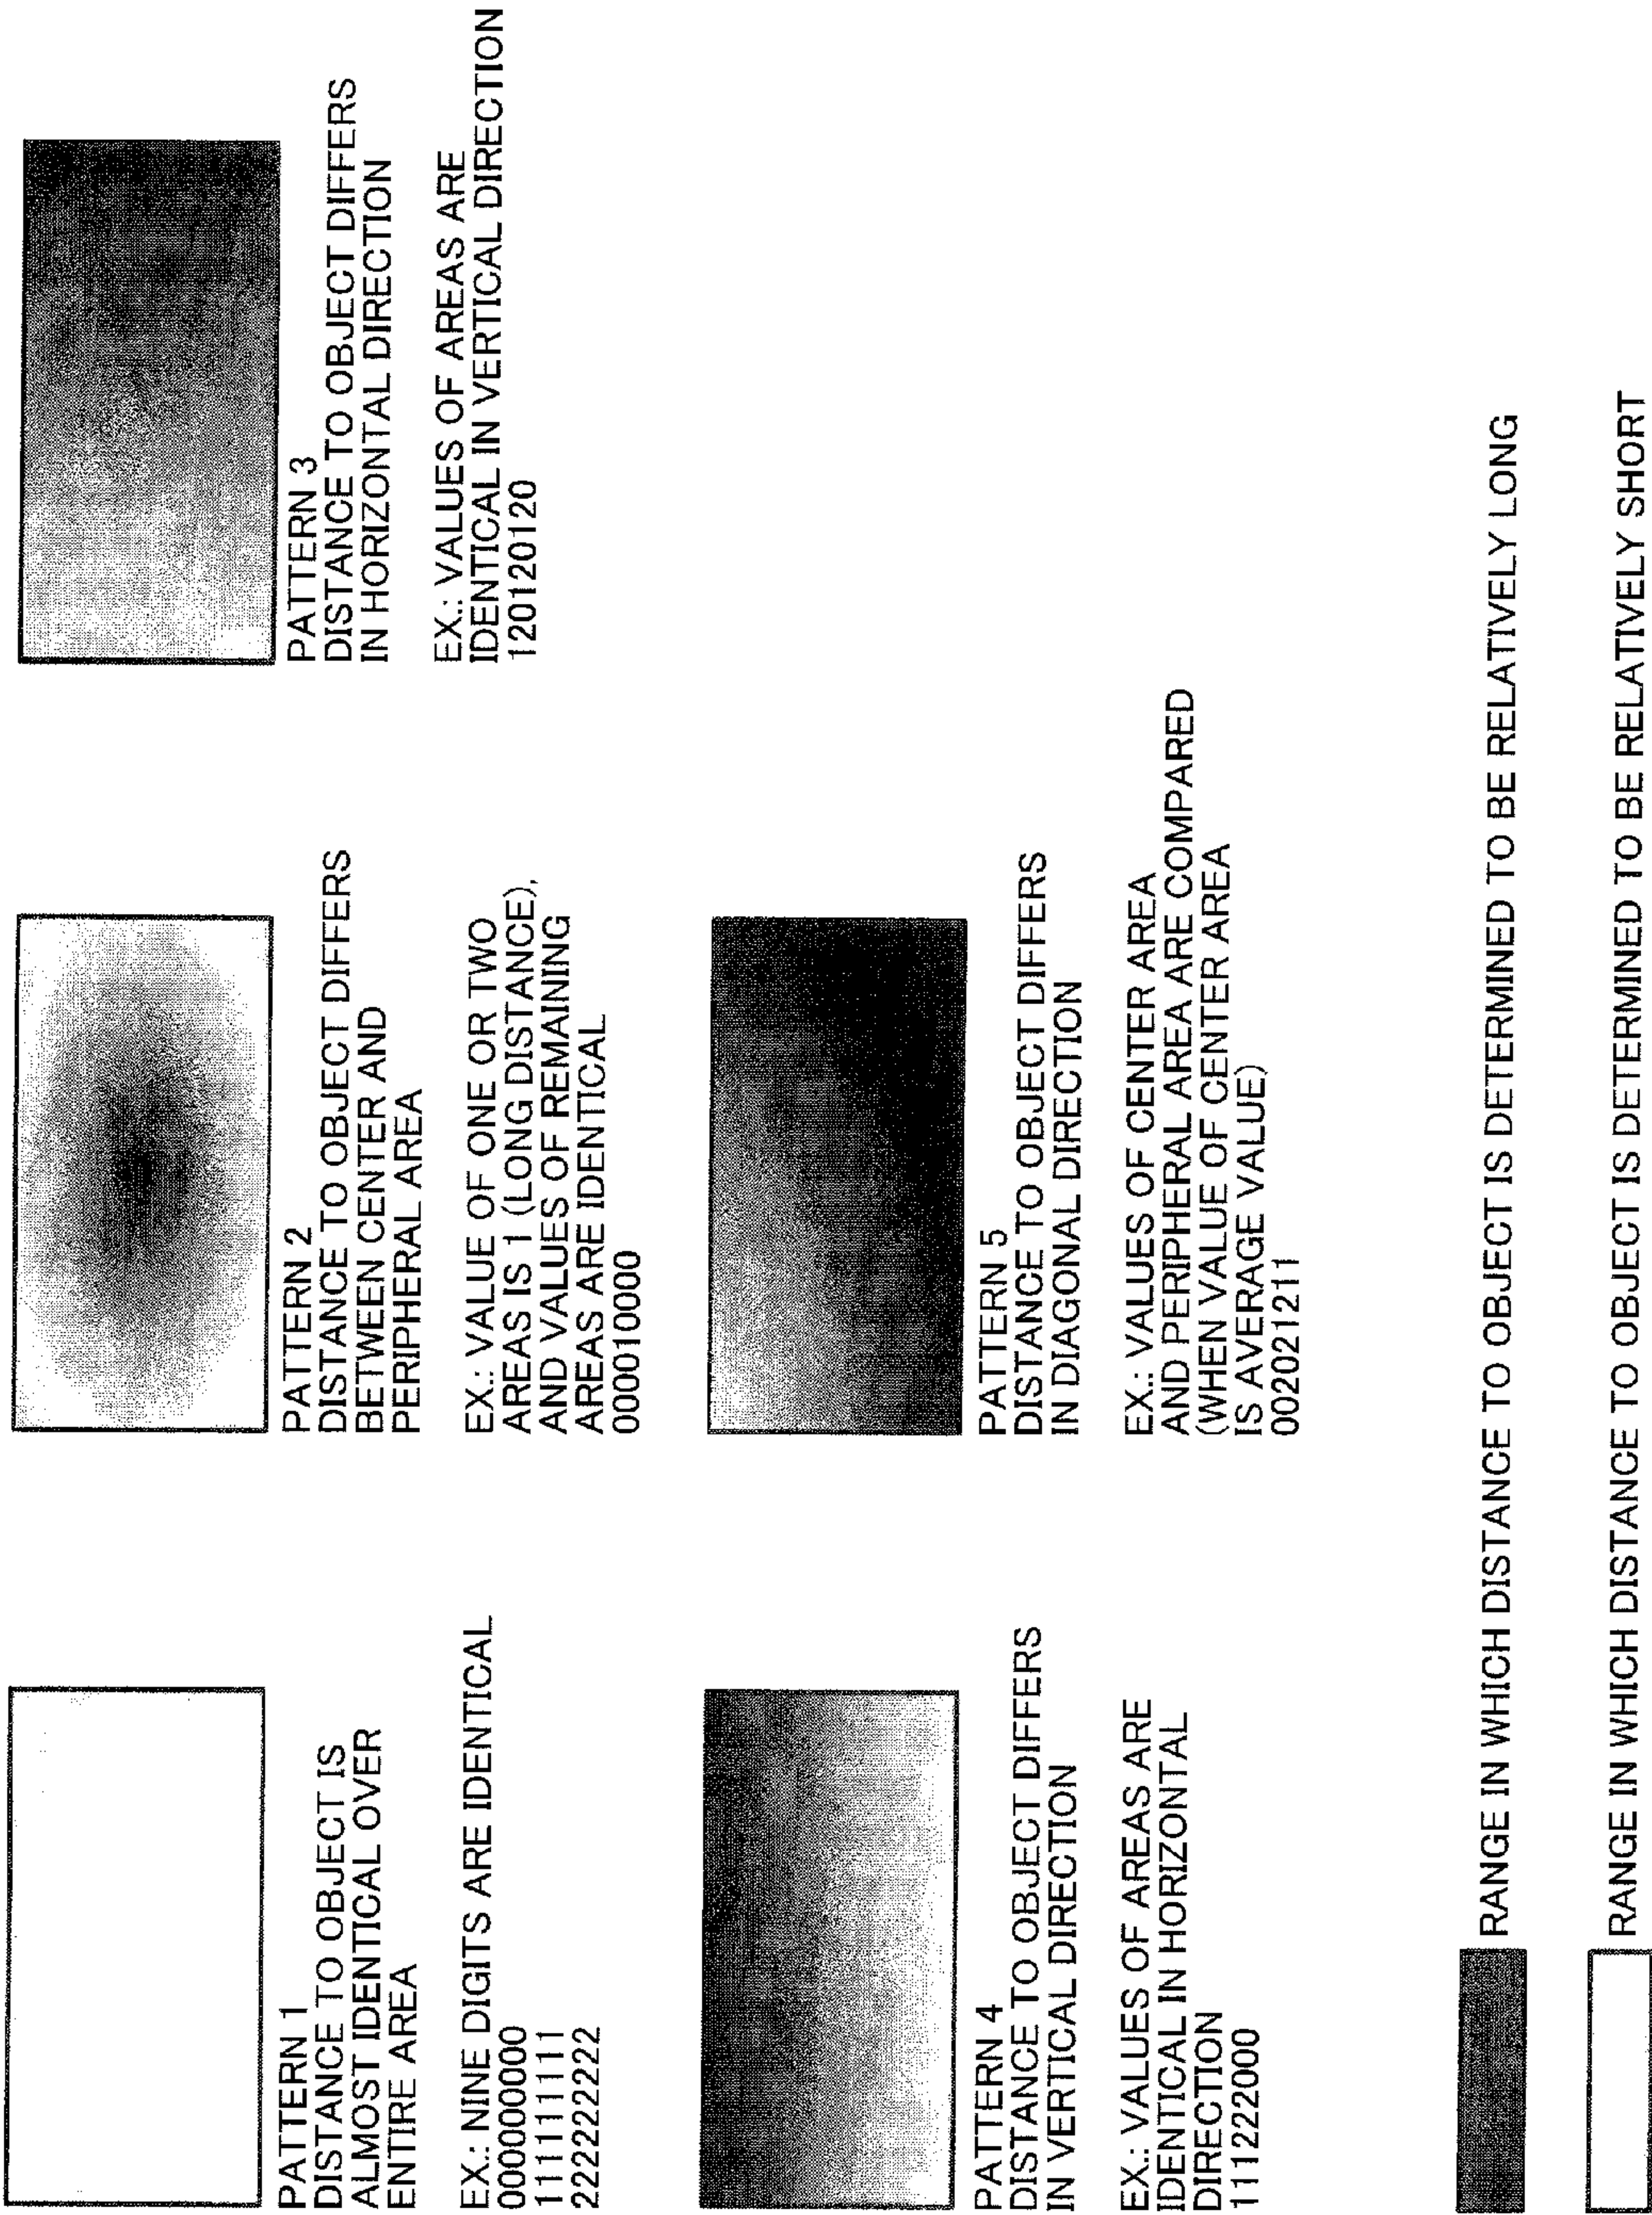 PATTERN 1
DISTANCE TO OBJECT IS
ALMOST IDENTICAL OVER
ENTIRE AREA
EX.: NINE DIGITS ARE IDENTICAL
000000000
111111111
222222222
PATTERN 2
DISTANCE TO OBJECT DIFFERS
BETWEEN CENTER AND
PERIPHERAL AREA
EX.: VALUE OF ONE OR TWO
AREAS IS 1 (LONG DISTANCE),
AND VALUES OF REMAINING
AREAS ARE IDENTICAL
000010000
PATTERN 3
DISTANCE TO OBJECT DIFFERS
IN HORIZONTAL DIRECTION
EX.: VALUES OF AREAS ARE
IDENTICAL IN VERTICAL DIRECTION
120120120
PATTERN 4
DISTANCE TO OBJECT DIFFERS
IN VERTICAL DIRECTION
EX.: VALUES OF AREAS ARE
IDENTICAL IN HORIZONTAL
DIRECTION
111222000
PATTERN 5
DISTANCE TO OBJECT DIFFERS
IN DIAGONAL DIRECTION
EX.: VALUES OF CENTER AREA
AND PERIPHERAL AREA ARE COMPARED
(WHEN VALUE OF CENTER AREA
IS AVERAGE VALUE)
002021211
RANGE IN WHICH DISTANCE TO OBJECT IS DETERMINED TO BE RELATIVELY LONG
RANGE IN WHICH DISTANCE TO OBJECT IS DETERMINED TO BE RELATIVELY SHORT